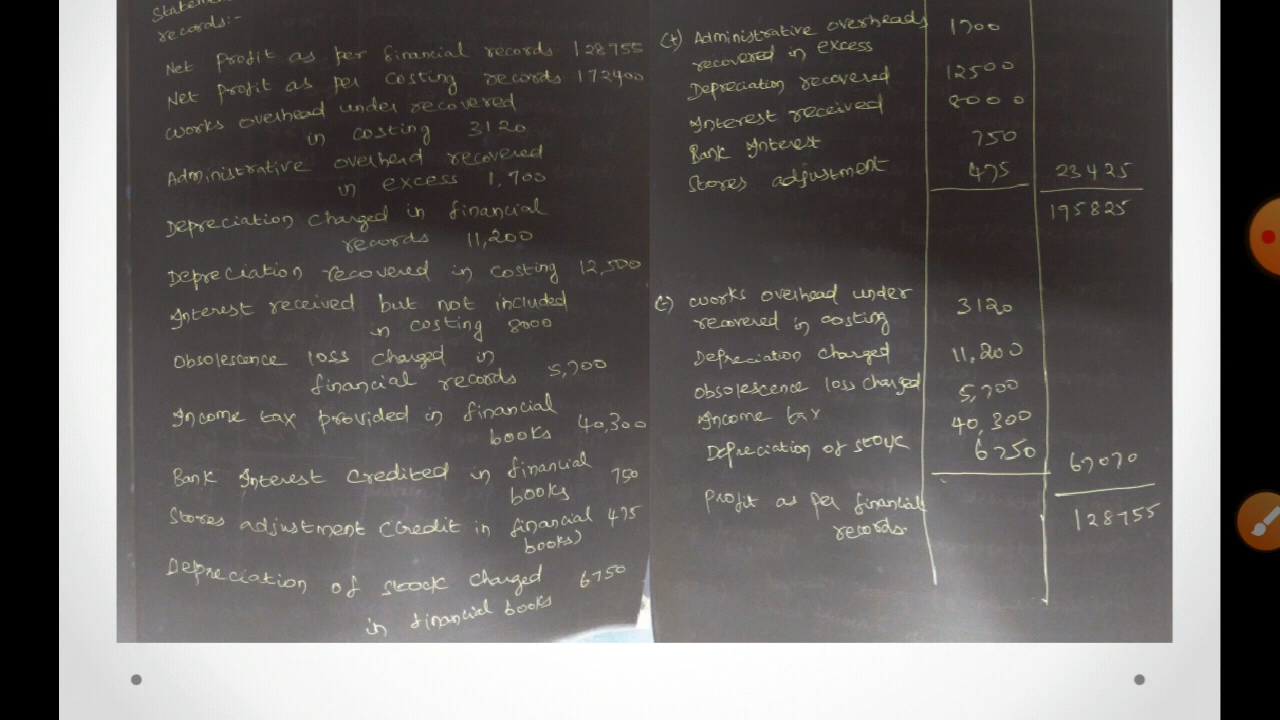 records:-
Net Profit as per financial records 128755
Net Profit as per costing records 172400
works overhead under recovered
in costing 3120
Administrative overhead recovered
in excess 1,700
Depreciation charged in financial
records 11,200
Depreciation recovered in costing 12,500
Interest received but not included
in costing 8000
Obsolescence loss charged in
financial records 5,700
Income tax provided in financial
books 40,300
Bank Interest credited in financial
books 750
Stores adjustment (credit in financial 475
books)
Depreciation of stock charged 6750
in financial books
(+) Administrative overheads 1700
recovered in excess
Depreciation recovered 12500
Interest received 8000
Bank Interest 750
Stores adjustment 475 23425
195825
(-) works overhead under
recovered in costing 3120
Depreciation charged 11,200
Obsolescence loss charged 5,700
Income tax 40,300
Depreciation of stock 6750 67070
Profit as per financial 128755
records.